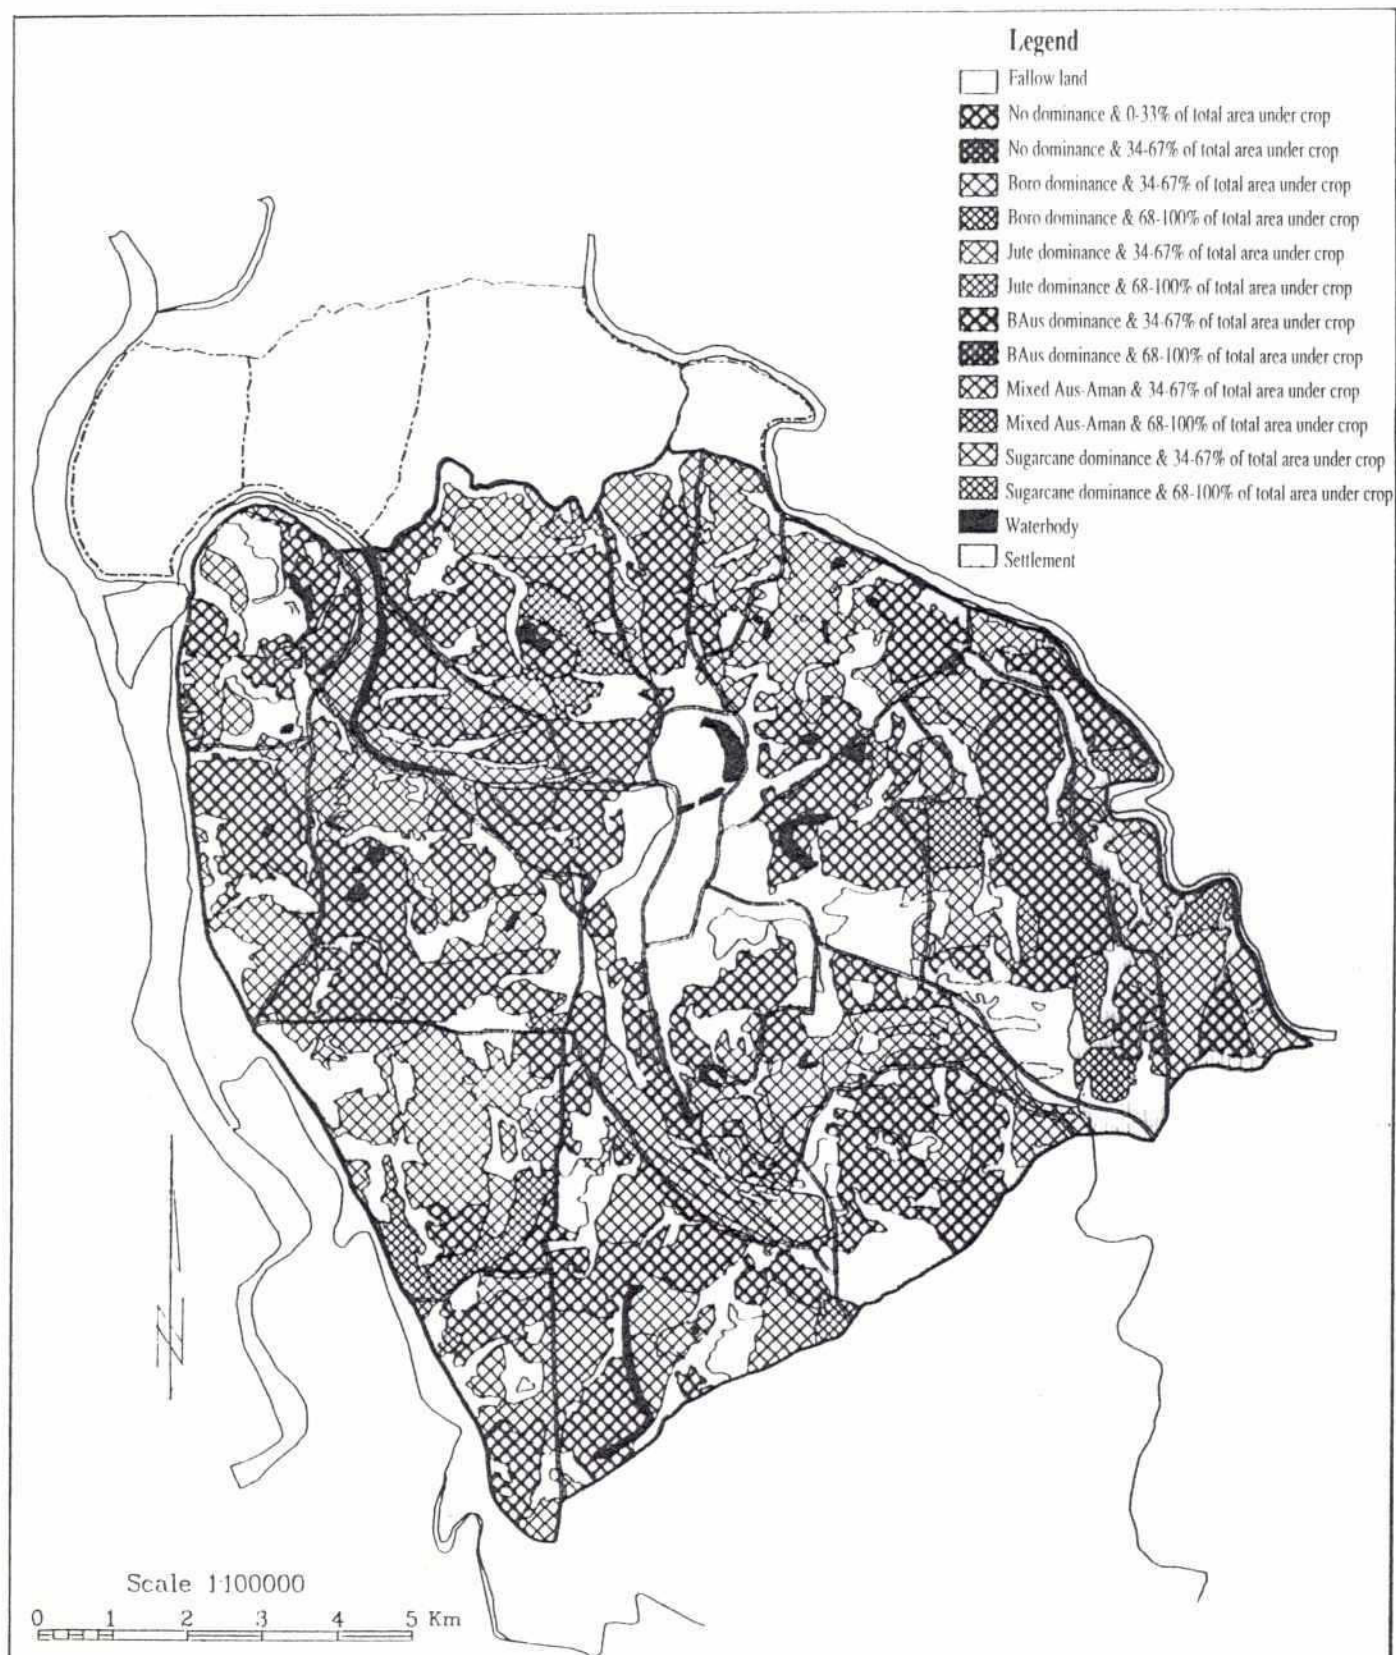 Legend
Fallow land
No dominance & 0-33% of total area under crop
No dominance & 34-67% of total area under crop
Boro dominance & 34-67% of total area under crop
Boro dominance & 68-100% of total area under crop
Jute dominance & 34-67% of total area under crop
Jute dominance & 68-100% of total area under crop
BAus dominance & 34-67% of total area under crop
BAus dominance & 68-100% of total area under crop
Mixed Aus-Aman & 34-67% of total area under crop
Mixed Aus-Aman & 68-100% of total area under crop
Sugarcane dominance & 34-67% of total area under crop
Sugarcane dominance & 68-100% of total area under crop
Waterbody
Settlement
Scale 1:100000
0 1 2 3 4 5 Km